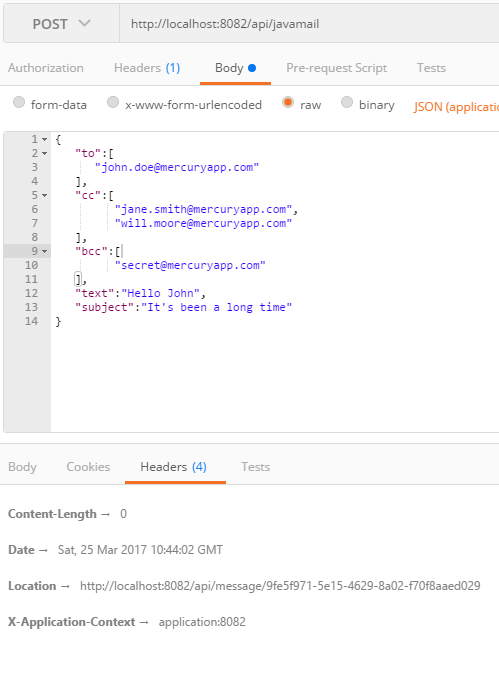 POST http://localhost:8082/api/javamail
Authorization Headers (1) Body Pre-request Script Tests
form-data x-www-form-urlencoded raw binary JSON (applicatio
1 {
2 "to":[
3 "john.doe@mercuryapp.com"
4 ],
5 "cc":[
6 "jane.smith@mercuryapp.com",
7 "will.moore@mercuryapp.com"
8 ],
9 "bcc":[
10 "secret@mercuryapp.com"
11 ],
12 "text":"Hello John",
13 "subject":"It's been a long time"
14 }
Body Cookies Headers (4) Tests
Content-Length → 0
Date → Sat, 25 Mar 2017 10:44:02 GMT
Location → http://localhost:8082/api/message/9fe5f971-5e15-4629-8a02-f70f8aaed029
X-Application-Context → application:8082